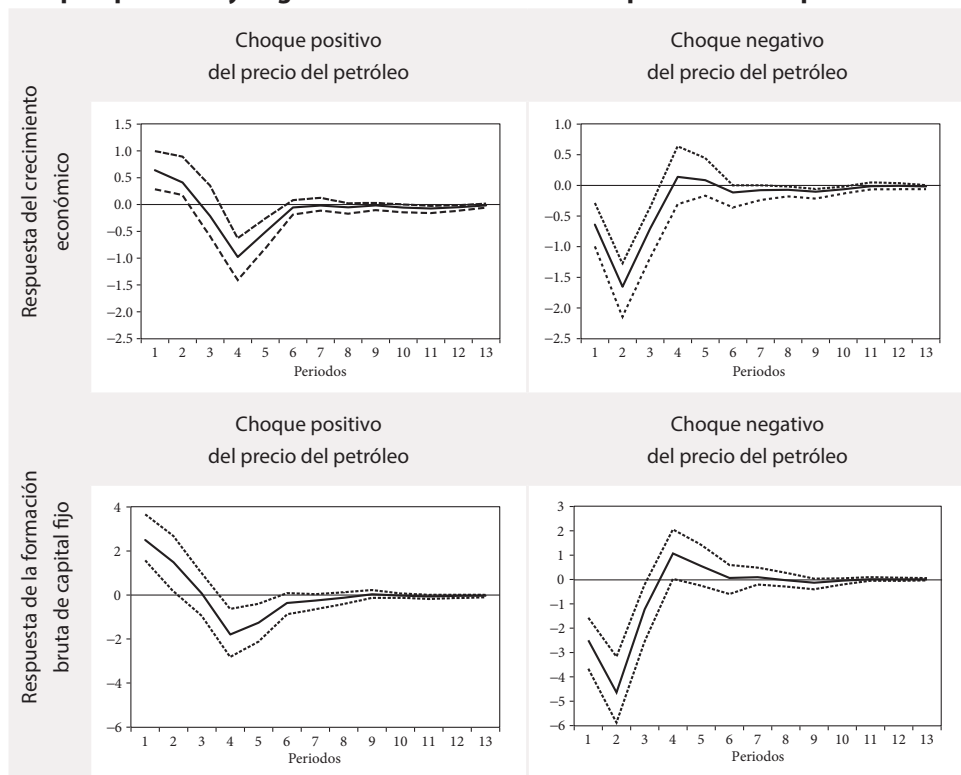 Choque positivo
del precio del petróleo
Choque negativo
del precio del petróleo
Respuesta del crecimiento
económico
1.5
1.0
0.5
0.0
−0.5
−1.0
−1.5
−2.0
−2.5
1 2 3 4 5 6 7 8 9 10 11 12 13
Periodos
1.0
0.5
0.0
−0.5
−1.0
−1.5
−2.0
−2.5
1 2 3 4 5 6 7 8 9 10 11 12 13
Periodos
Choque positivo
del precio del petróleo
Choque negativo
del precio del petróleo
Respuesta de la formación
bruta de capital fijo
4
2
0
−2
−4
−6
1 2 3 4 5 6 7 8 9 10 11 12 13
Periodos
3
2
1
0
−1
−2
−3
−4
−5
−6
1 2 3 4 5 6 7 8 9 10 11 12 13
Periodos